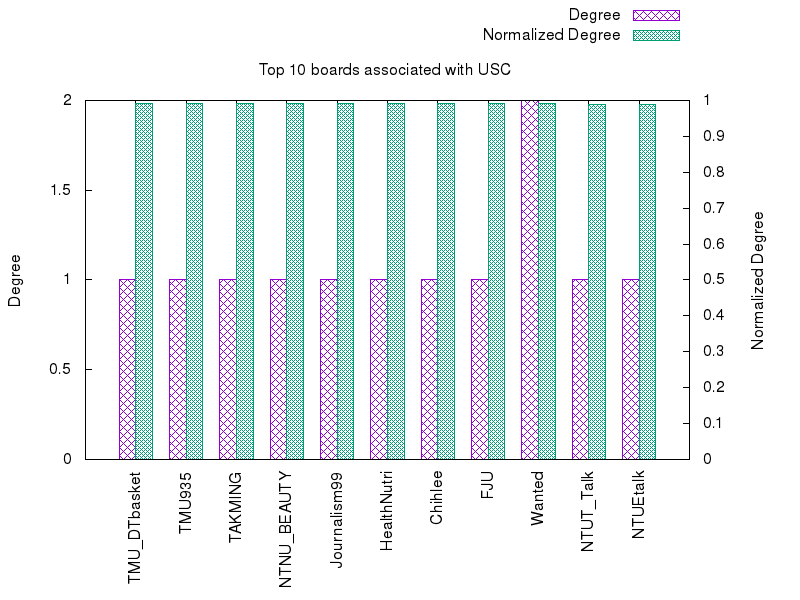 Degree
Normalized Degree
Top 10 boards associated with USC
2
1.5
1
0.5
0
Degree
1
0.9
0.8
0.7
0.6
0.5
0.4
0.3
0.2
0.1
0
Normalized Degree
TMU_DTbasket
TMU935
TAKMING
NTNU_BEAUTY
Journalism99
HealthNutri
Chihlee
FJU
Wanted
NTUT_Talk
NTUEtalk